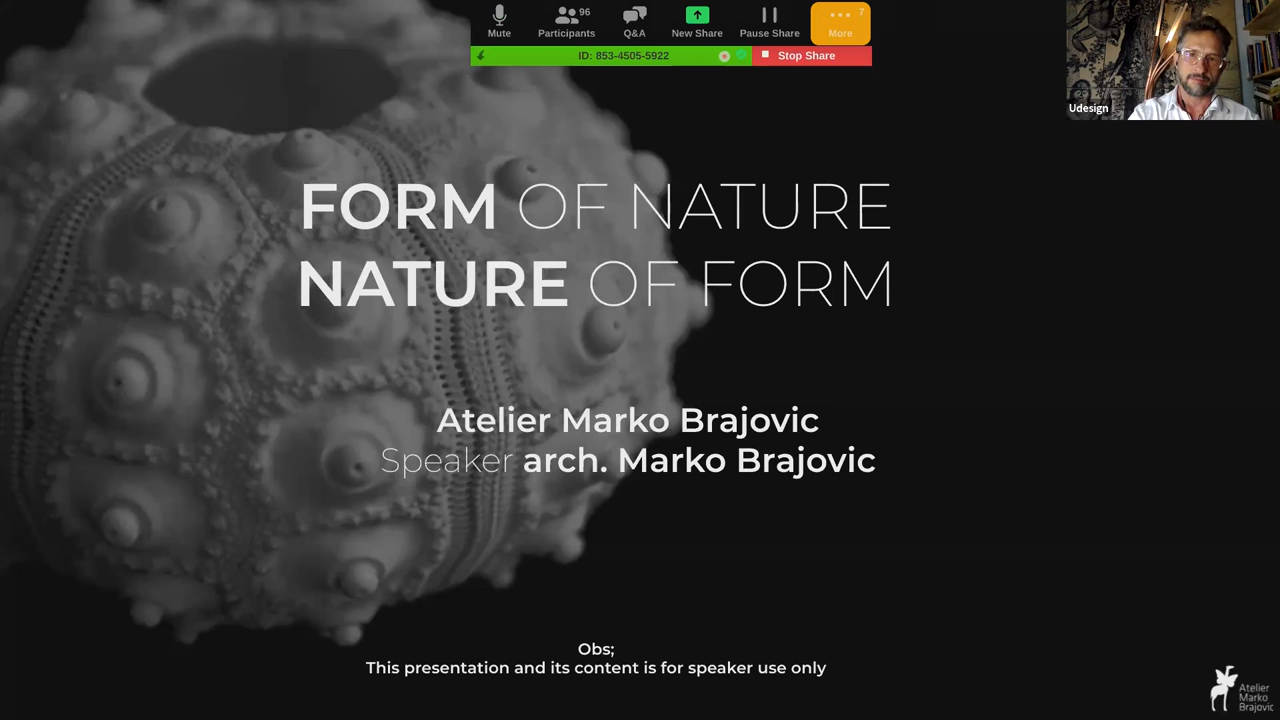 96
7
Mute
Participants
Q&A
New Share
Pause Share
More
ID: 853-4505-5922
Stop Share
Udesign
FORM OF NATURE
NATURE OF FORM
Atelier Marko Brajovic
Speaker arch. Marko Brajovic
Obs;
This presentation and its content is for speaker use only
Atelier
Marko
Brajovic